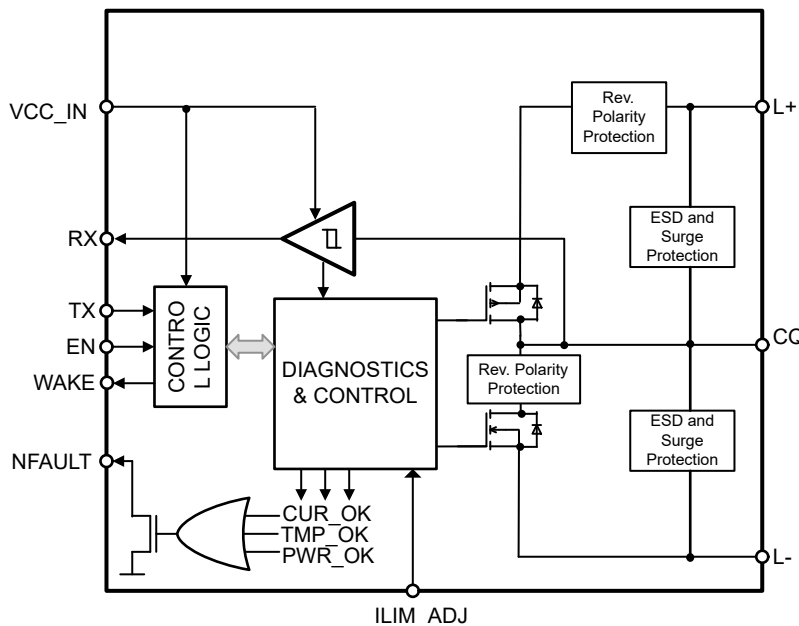 VCC_IN
Rev.
Polarity
Protection
L+
RX
ESD and
Surge
Protection
TX
EN
WAKE
CONTRO
L LOGIC
DIAGNOSTICS
& CONTROL
Rev. Polarity
Protection
CQ
ESD and
Surge
Protection
NFAULT
CUR_OK
TMP_OK
PWR_OK
L-
ILIM_ADJ